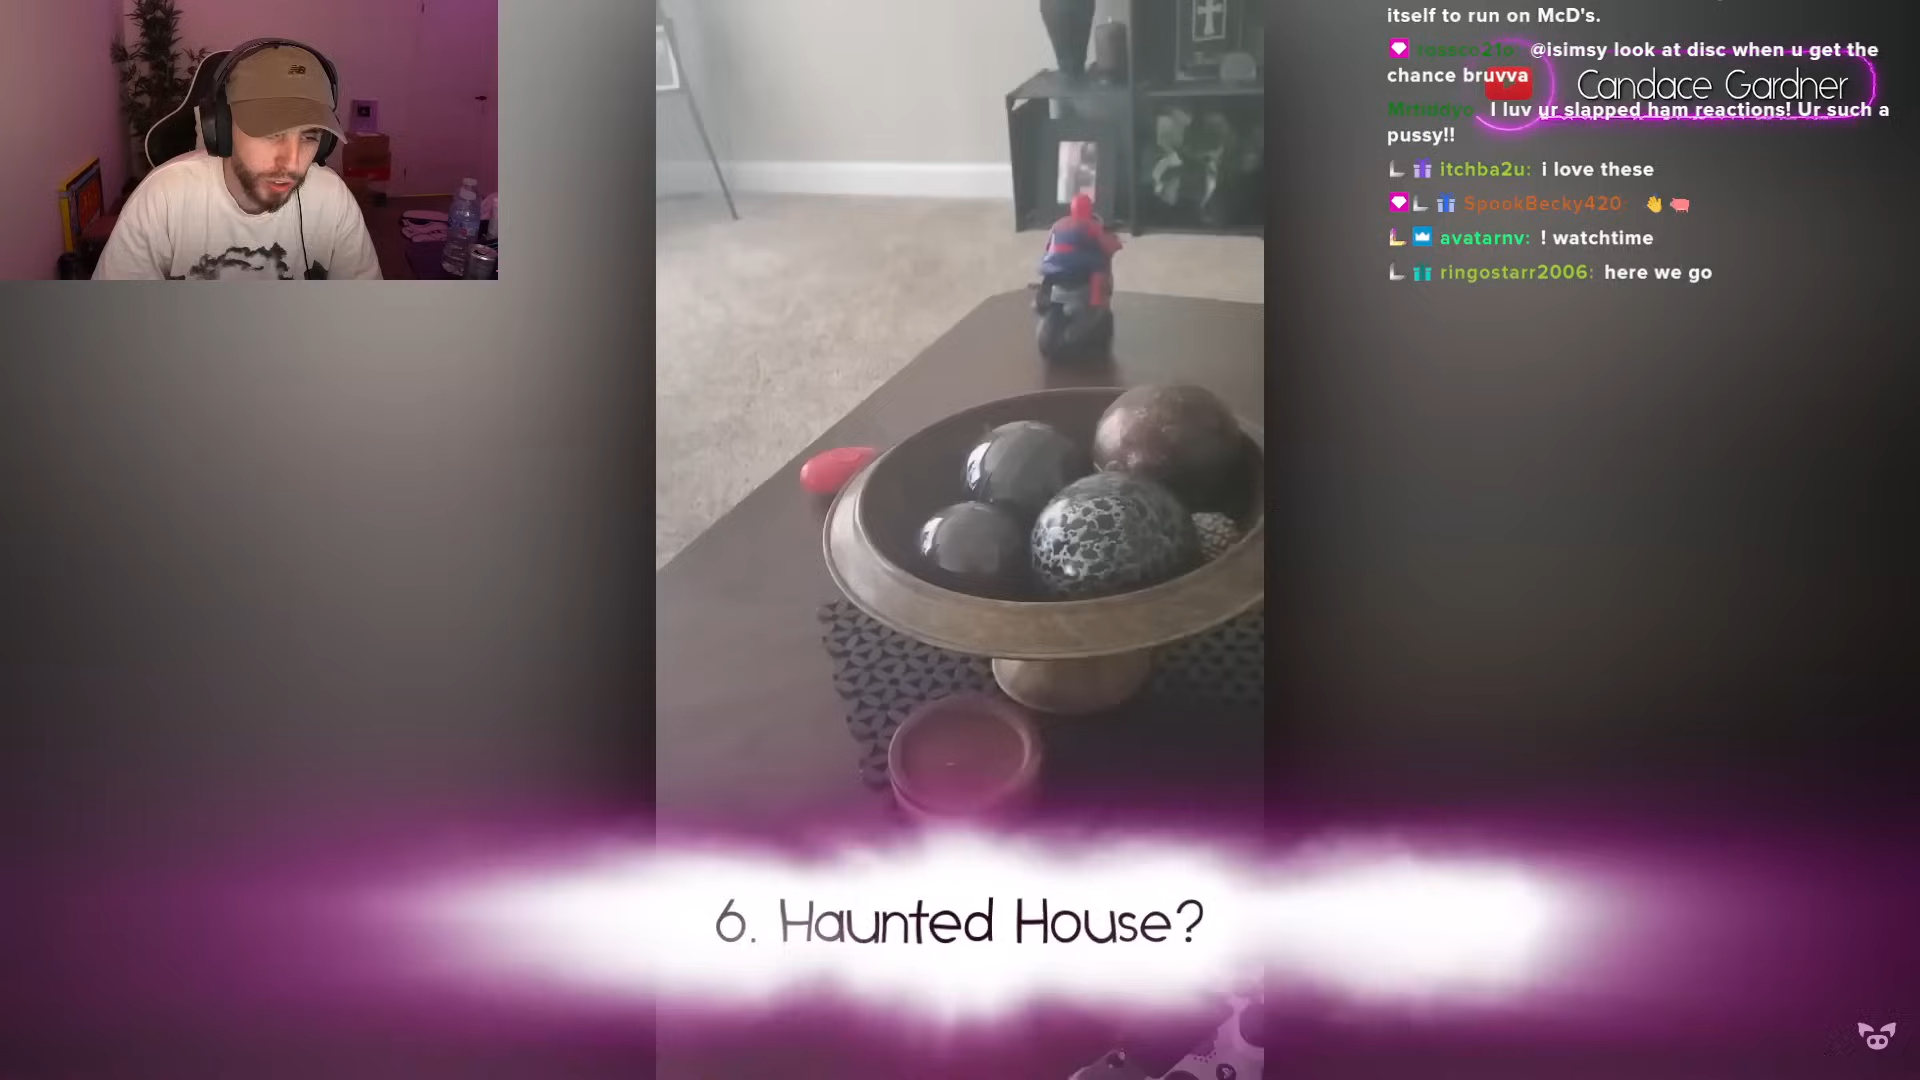 itself to run on McD's.
@isimsy look at disc when u get the
chance bruvva
Candace Gardner
I luv ur slapped ham reactions! Ur such a
pussy!!
itchba2u: i love these
SpookBecky420
avatarnv: ! watchtime
ringostarr2006: here we go
6. Haunted House?